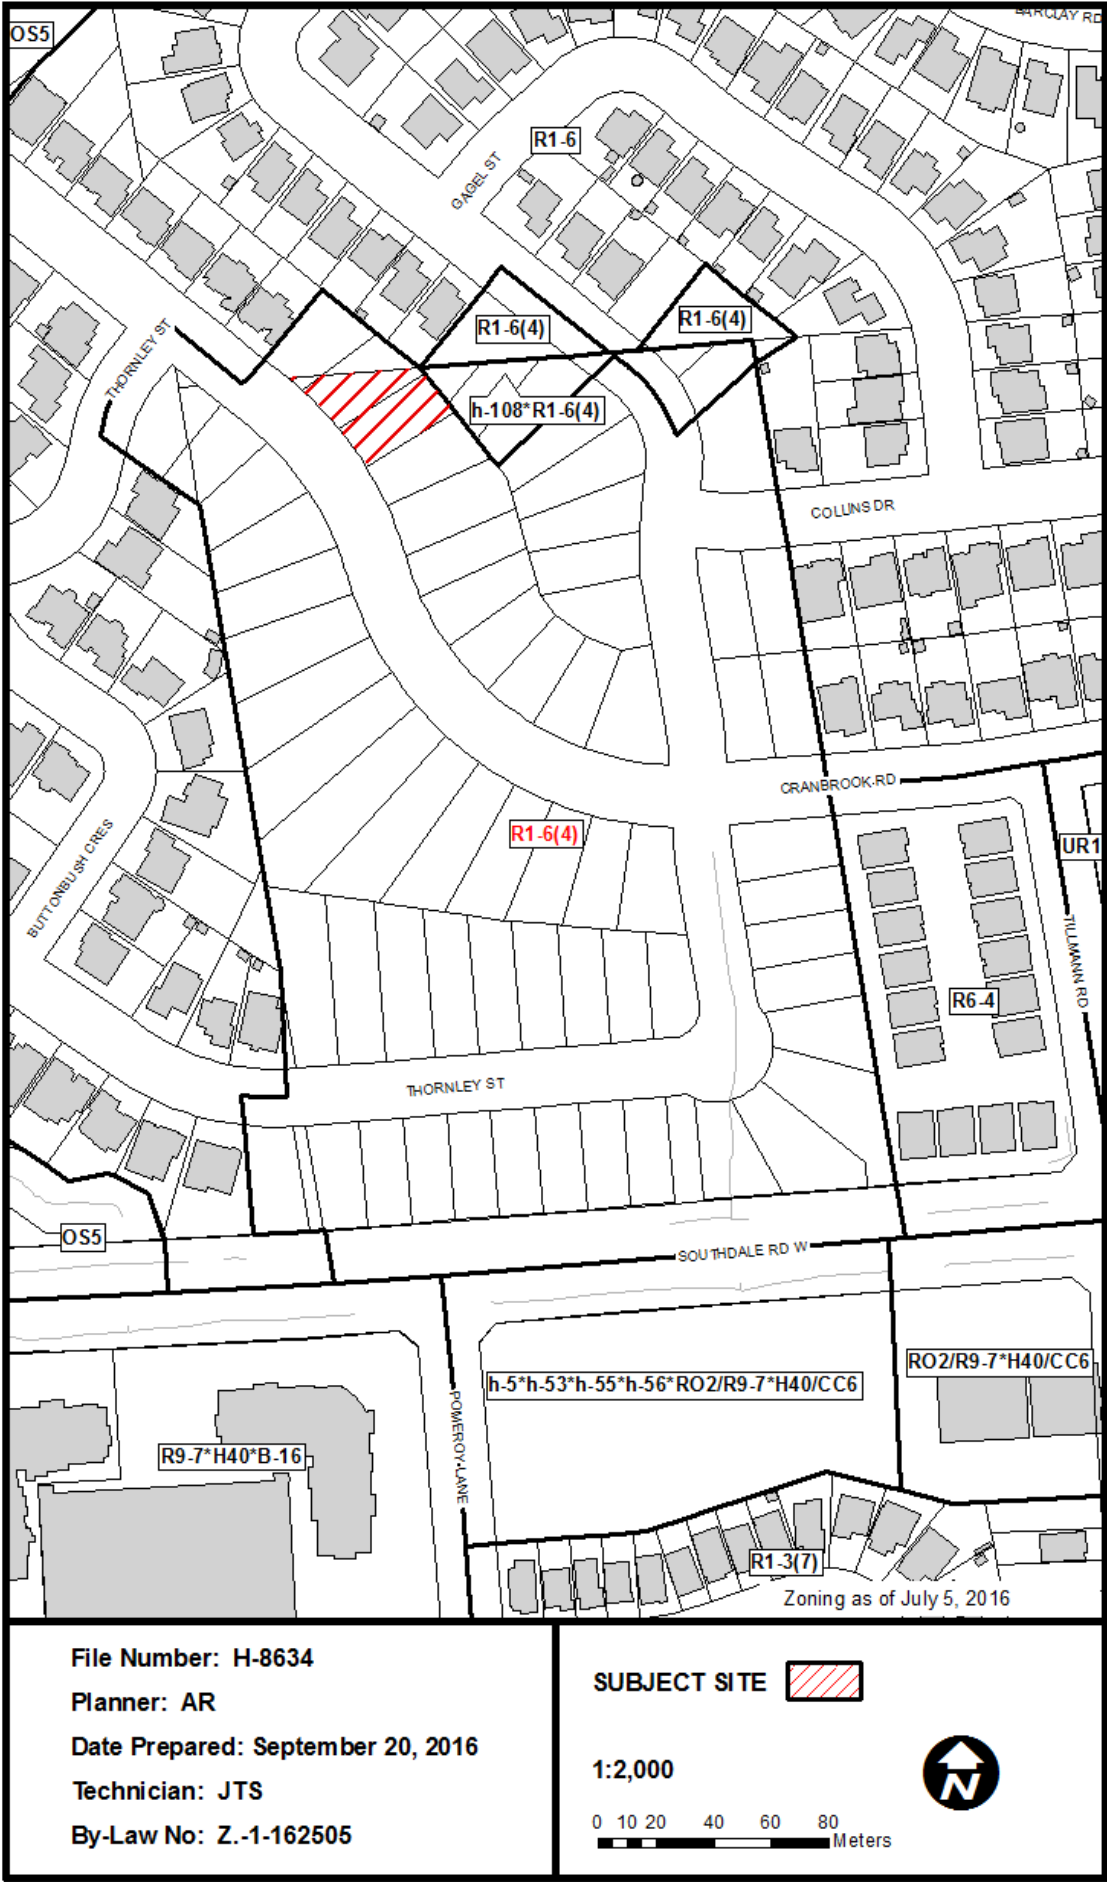 OS5
BARCLAY RD
R1-6
GAGEL ST
R1-6(4)
R1-6(4)
THORNLEY ST
h-108*R1-6(4)
COLLINS DR
CRANBROOK RD
R1-6(4)
UR1
BUTTONBUSH CRES
TILLMANN RD
R6-4
THORNLEY ST
OS5
SOUTHDALE RD W
RO2/R9-7*H40/CC6
h-5*h-53*h-55*h-56*RO2/R9-7*H40/CC6
POMEROY LANE
R9-7*H40*B-16
R1-3(7)
Zoning as of July 5, 2016
File Number: H-8634
Planner: AR
Date Prepared: September 20, 2016
Technician: JTS
By-Law No: Z.-1-162505
SUBJECT SITE
1:2,000
N
0 10 20 40 60 80
Meters